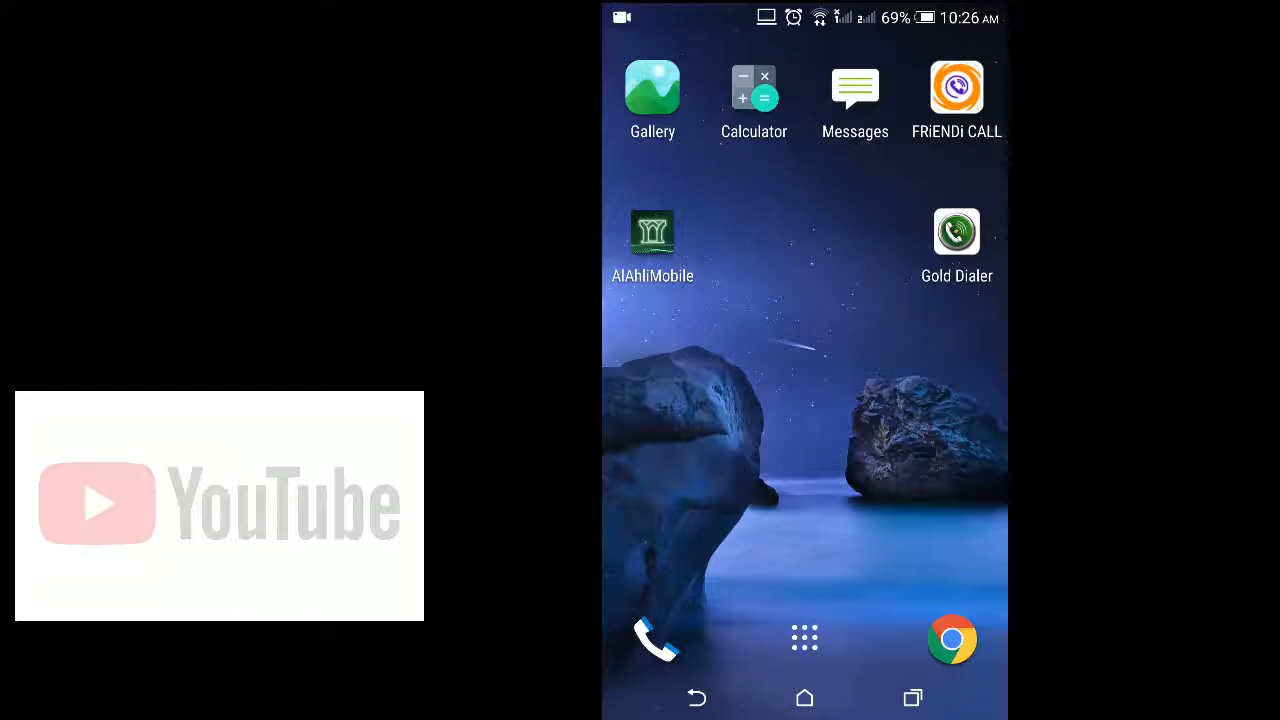 69% 10:26 AM
Gallery
Calculator
Messages
FRiENDi CALL
AlAhliMobile
Gold Dialer
YouTube